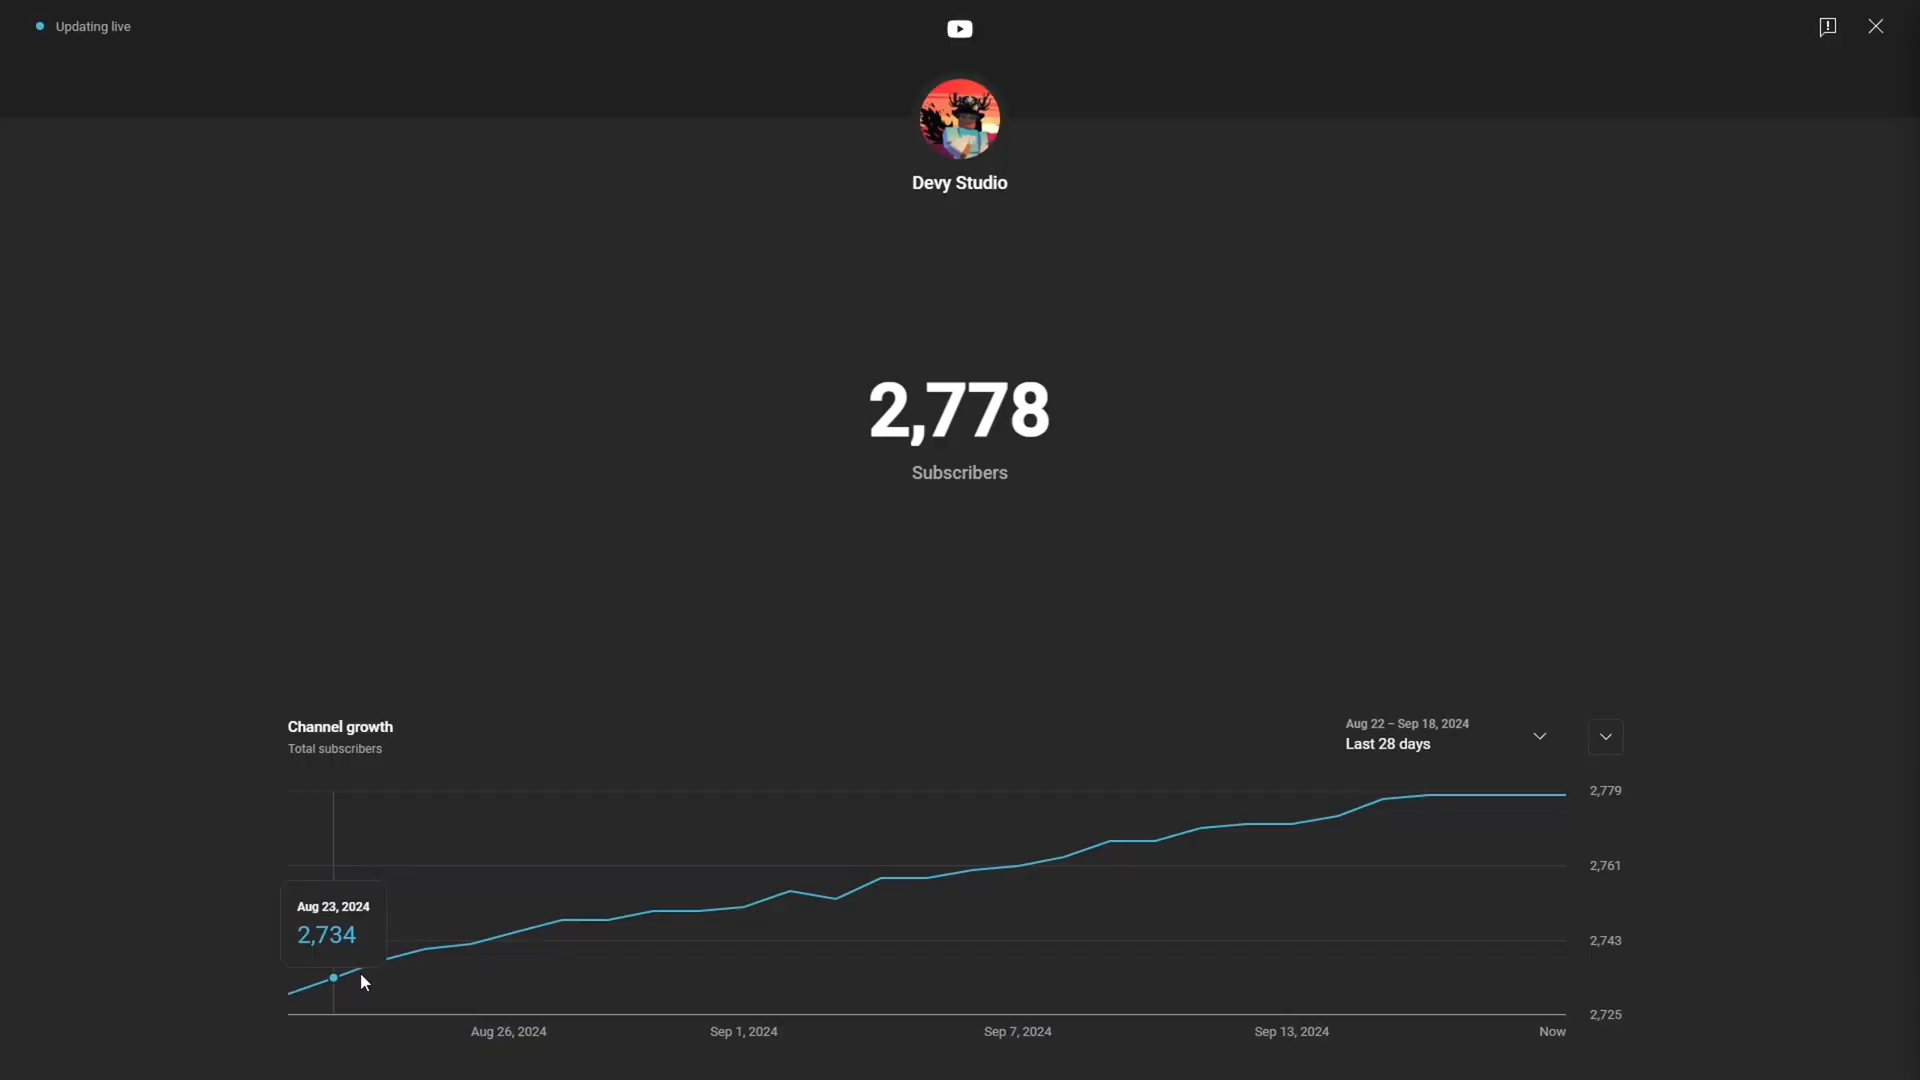 Updating live
Devy Studio
2,778
Subscribers
Channel growth
Total subscribers
Aug 22 – Sep 18, 2024
Last 28 days
2,779
2,761
2,743
2,725
Aug 23, 2024
2,734
Aug 26, 2024
Sep 1, 2024
Sep 7, 2024
Sep 13, 2024
Now